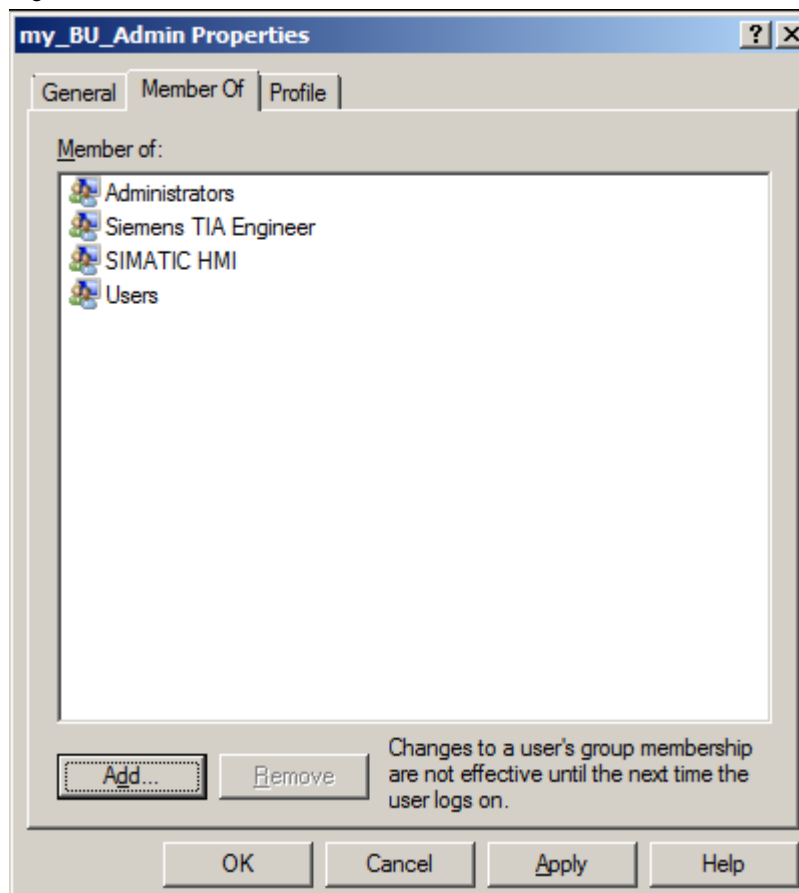 my_BU_Admin Properties
? X
General Member Of Profile
Member of:
Administrators
Siemens TIA Engineer
SIMATIC HMI
Users
Add... Remove
Changes to a user's group membership
are not effective until the next time the
user logs on.
OK Cancel Apply Help